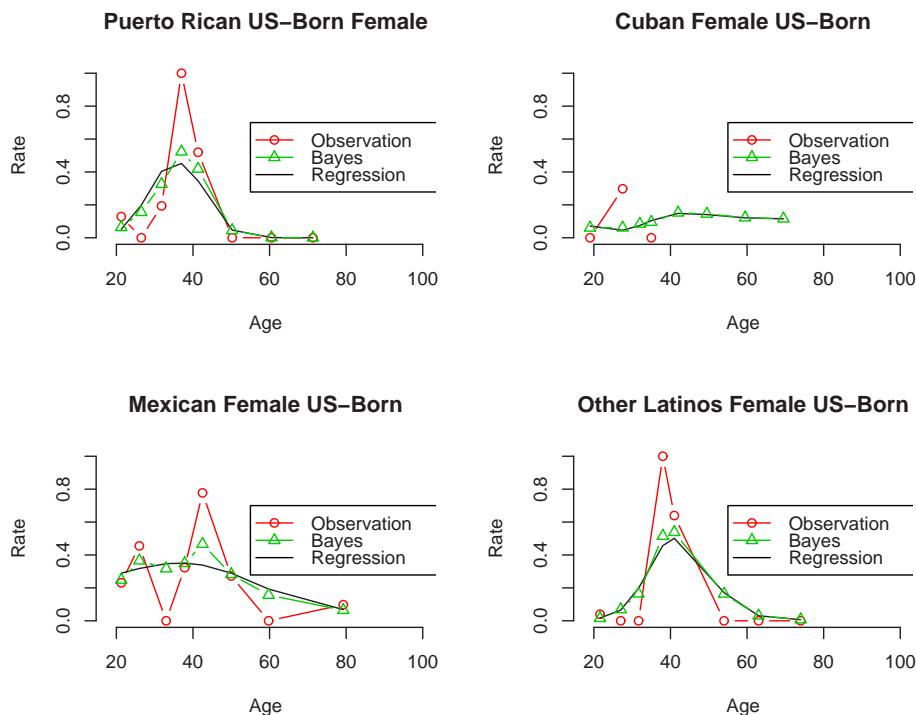 Puerto Rican US−Born Female
Rate
0.0 0.4 0.8
Observation
Bayes
Regression
20 40 60 80 100
Age
Cuban Female US−Born
Rate
0.0 0.4 0.8
Observation
Bayes
Regression
20 40 60 80 100
Age
Mexican Female US−Born
Rate
0.0 0.4 0.8
Observation
Bayes
Regression
20 40 60 80 100
Age
Other Latinos Female US−Born
Rate
0.0 0.4 0.8
Observation
Bayes
Regression
20 40 60 80 100
Age